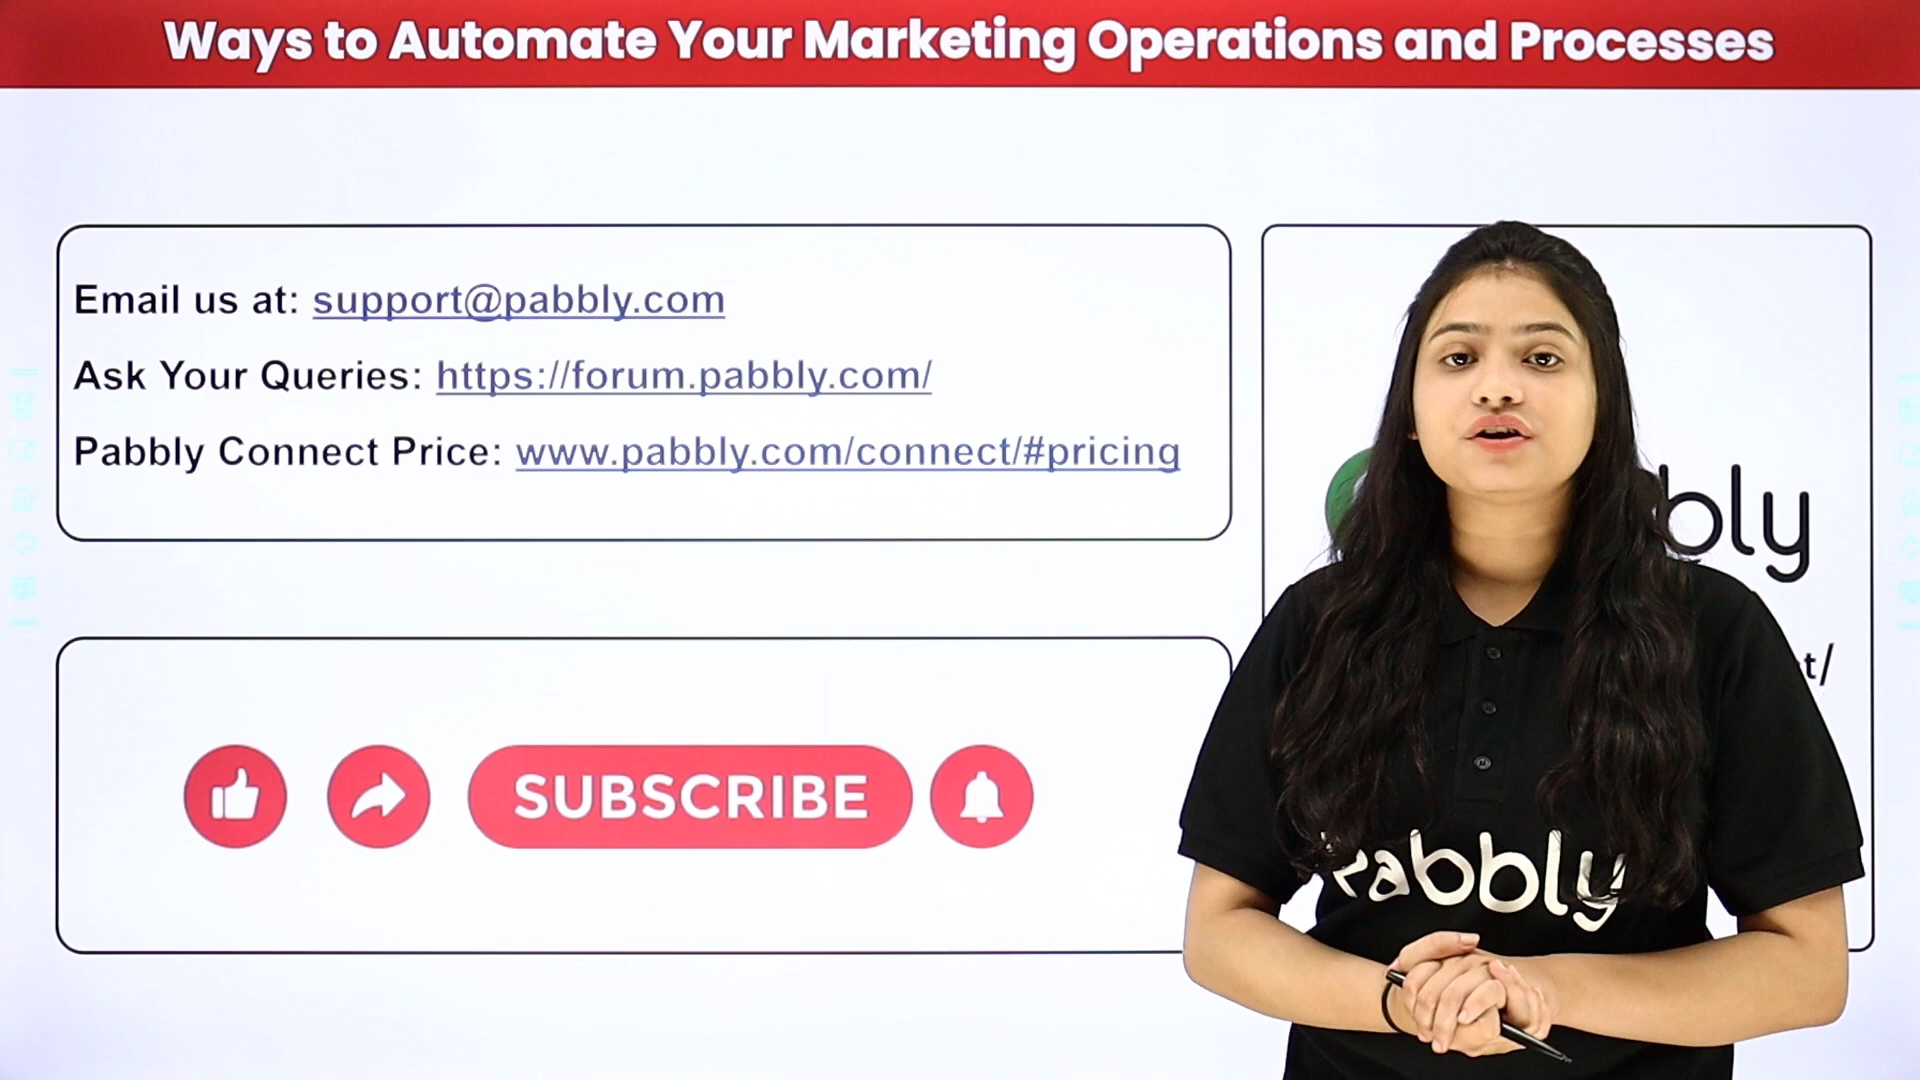 Ways to Automate Your Marketing Operations and Processes
Email us at: support@pabbly.com
Ask Your Queries: https://forum.pabbly.com/
Pabbly Connect Price: www.pabbly.com/connect/#pricing
SUBSCRIBE
Pabbly